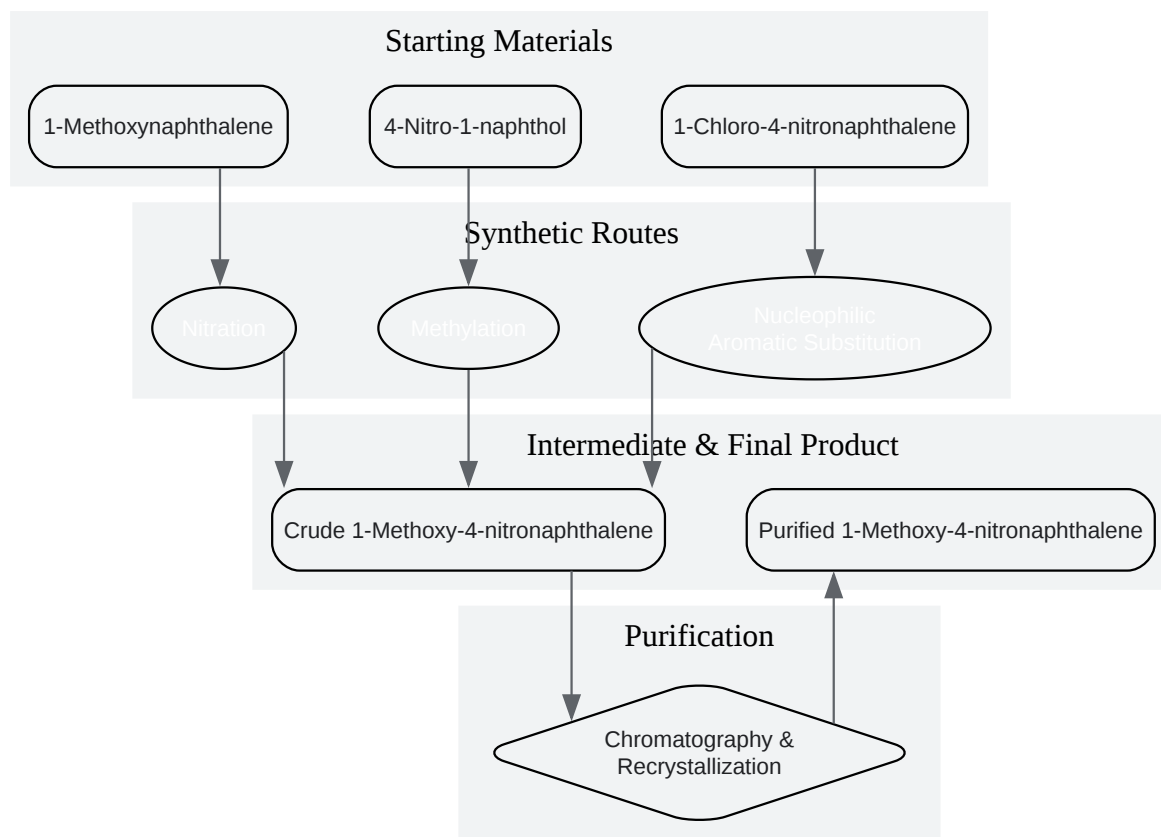 Starting Materials
1-Methoxynaphthalene
4-Nitro-1-naphthol
1-Chloro-4-nitronaphthalene
Synthetic Routes
Nitration
Methylation
Nucleophilic
Aromatic Substitution
Intermediate & Final Product
Crude 1-Methoxy-4-nitronaphthalene
Purified 1-Methoxy-4-nitronaphthalene
Purification
Chromatography &
Recrystallization